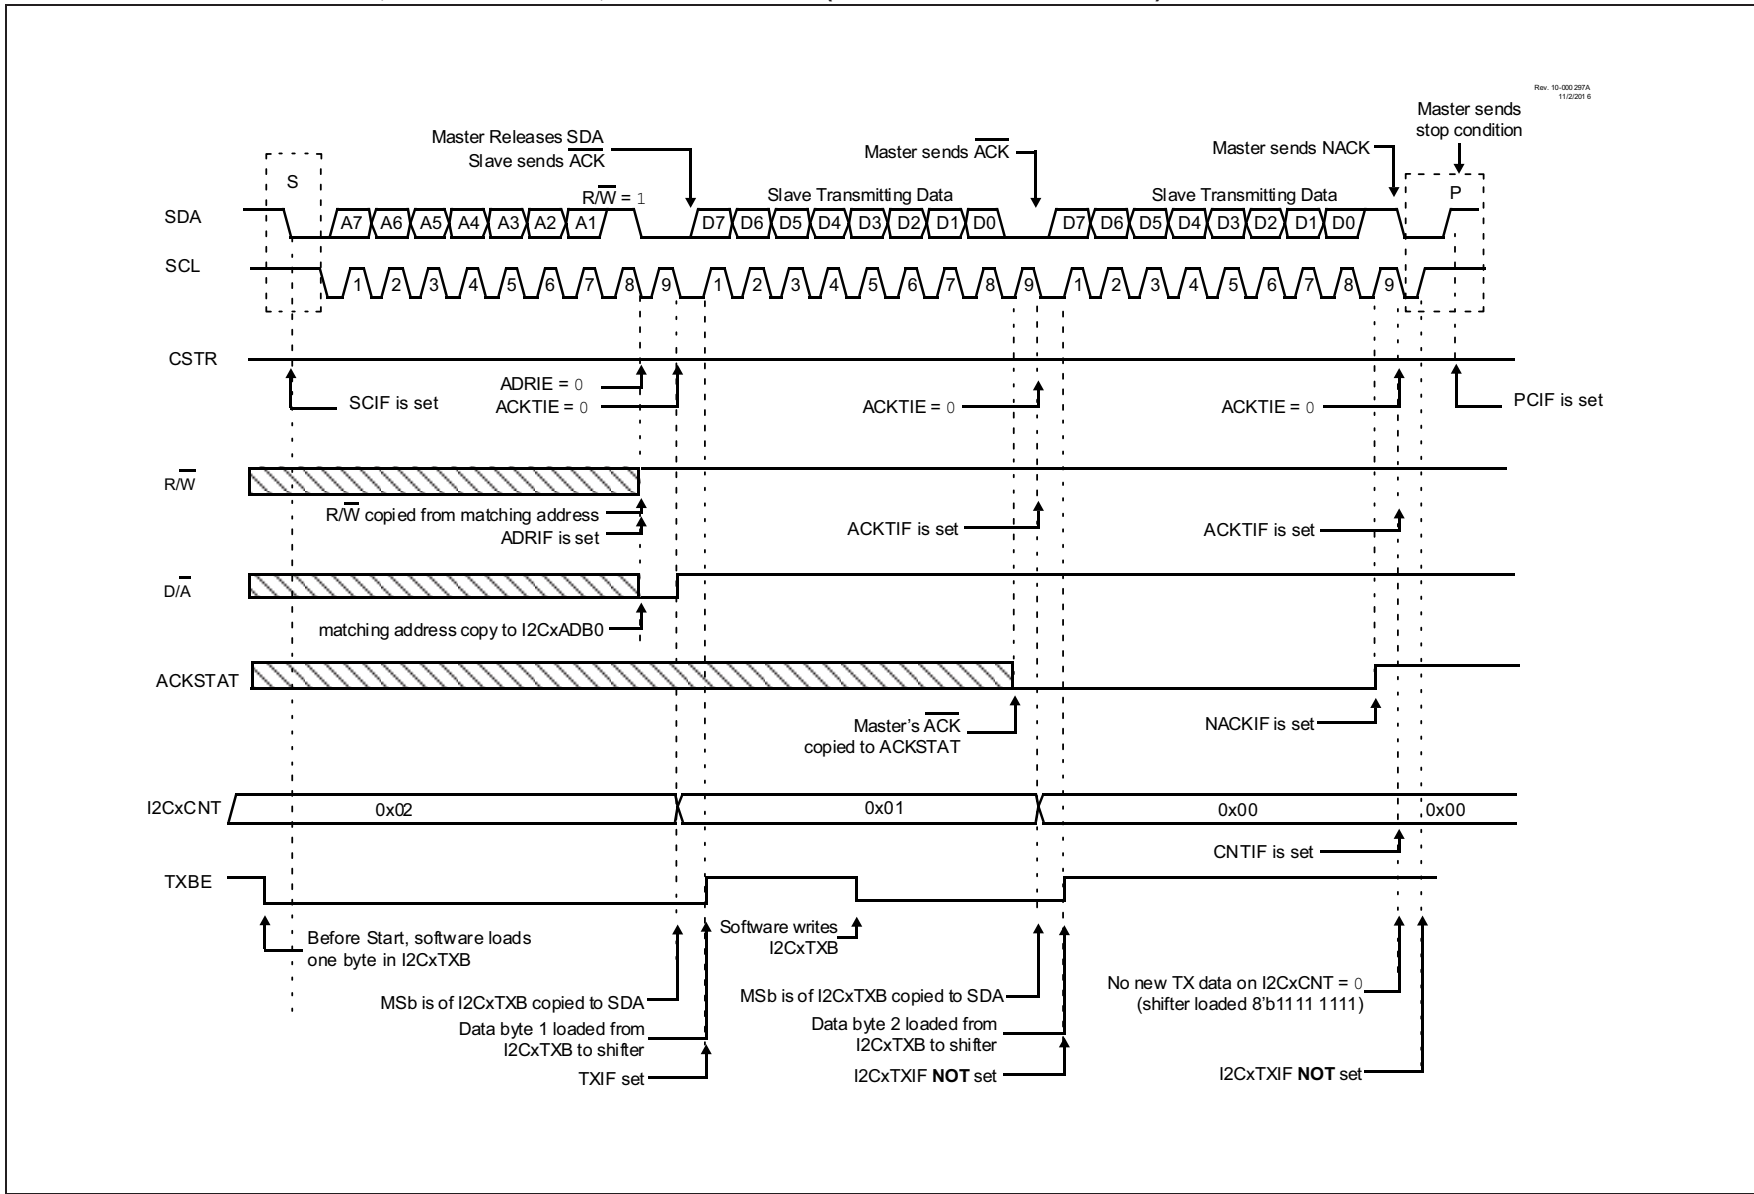 Rev. 10-000 297A
11/2/201 6
Master sends
stop condition
Master Releases SDA
Slave sends ACK
Master sends ACK
Master sends NACK
S
R/W = 1
Slave Transmitting Data
Slave Transmitting Data
P
SDA
A7 A6 A5 A4 A3 A2 A1
D7 D6 D5 D4 D3 D2 D1 D0
D7 D6 D5 D4 D3 D2 D1 D0
SCL
1 2 3 4 5 6 7 8 9
1 2 3 4 5 6 7 8 9
1 2 3 4 5 6 7 8 9
CSTR
SCIF is set
ADRIE = 0
ACKTIE = 0
ACKTIE = 0
ACKTIE = 0
PCIF is set
R/W
R/W copied from matching address
ADRIF is set
ACKTIF is set
ACKTIF is set
D/A
matching address copy to I2CxADB0
ACKSTAT
Master's ACK
copied to ACKSTAT
NACKIF is set
I2CxCNT
0x02
0x01
0x00
0x00
CNTIF is set
TXBE
Before Start, software loads
one byte in I2CxTXB
Software writes
I2CxTXB
MSb is of I2CxTXB copied to SDA
Data byte 1 loaded from
I2CxTXB to shifter
TXIF set
MSb is of I2CxTXB copied to SDA
Data byte 2 loaded from
I2CxTXB to shifter
I2CxTXIF NOT set
No new TX data on I2CxCNT = 0
(shifter loaded 8'b1111 1111)
I2CxTXIF NOT set